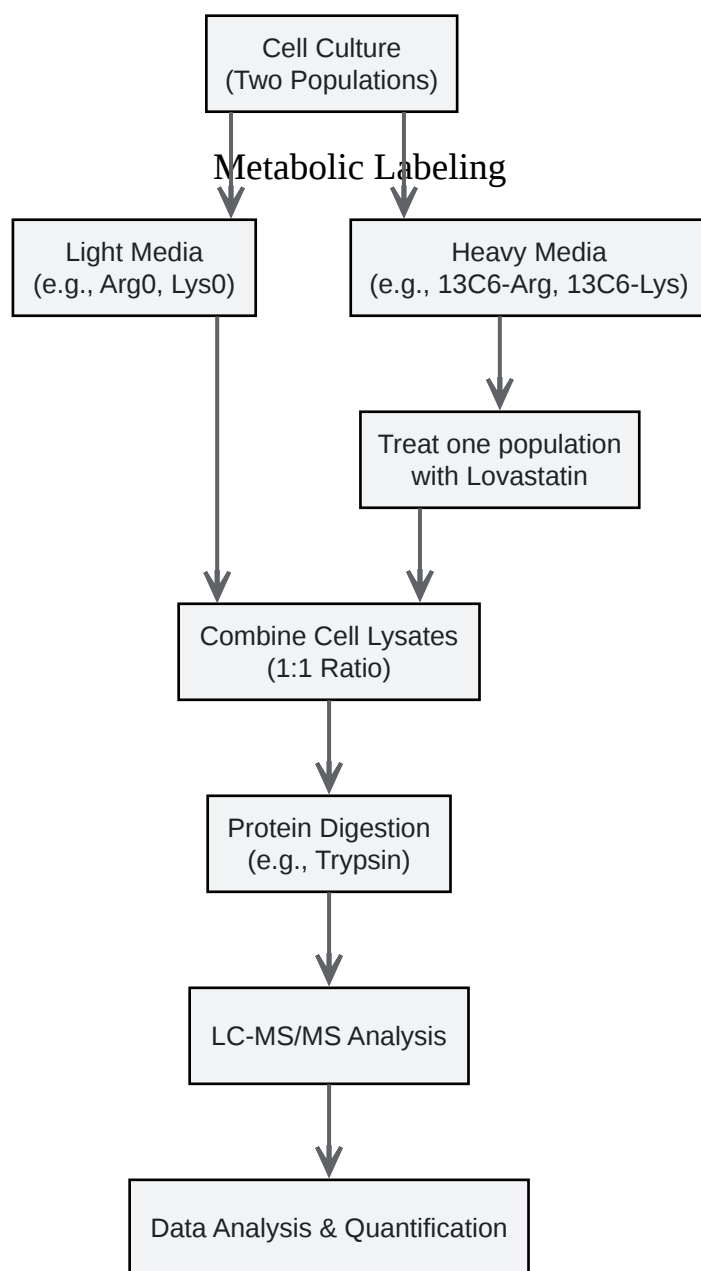 Cell Culture
(Two Populations)
Metabolic Labeling
Light Media
(e.g., Arg0, Lys0)
Heavy Media
(e.g., 13C6-Arg, 13C6-Lys)
Treat one population
with Lovastatin
Combine Cell Lysates
(1:1 Ratio)
Protein Digestion
(e.g., Trypsin)
LC-MS/MS Analysis
Data Analysis & Quantification